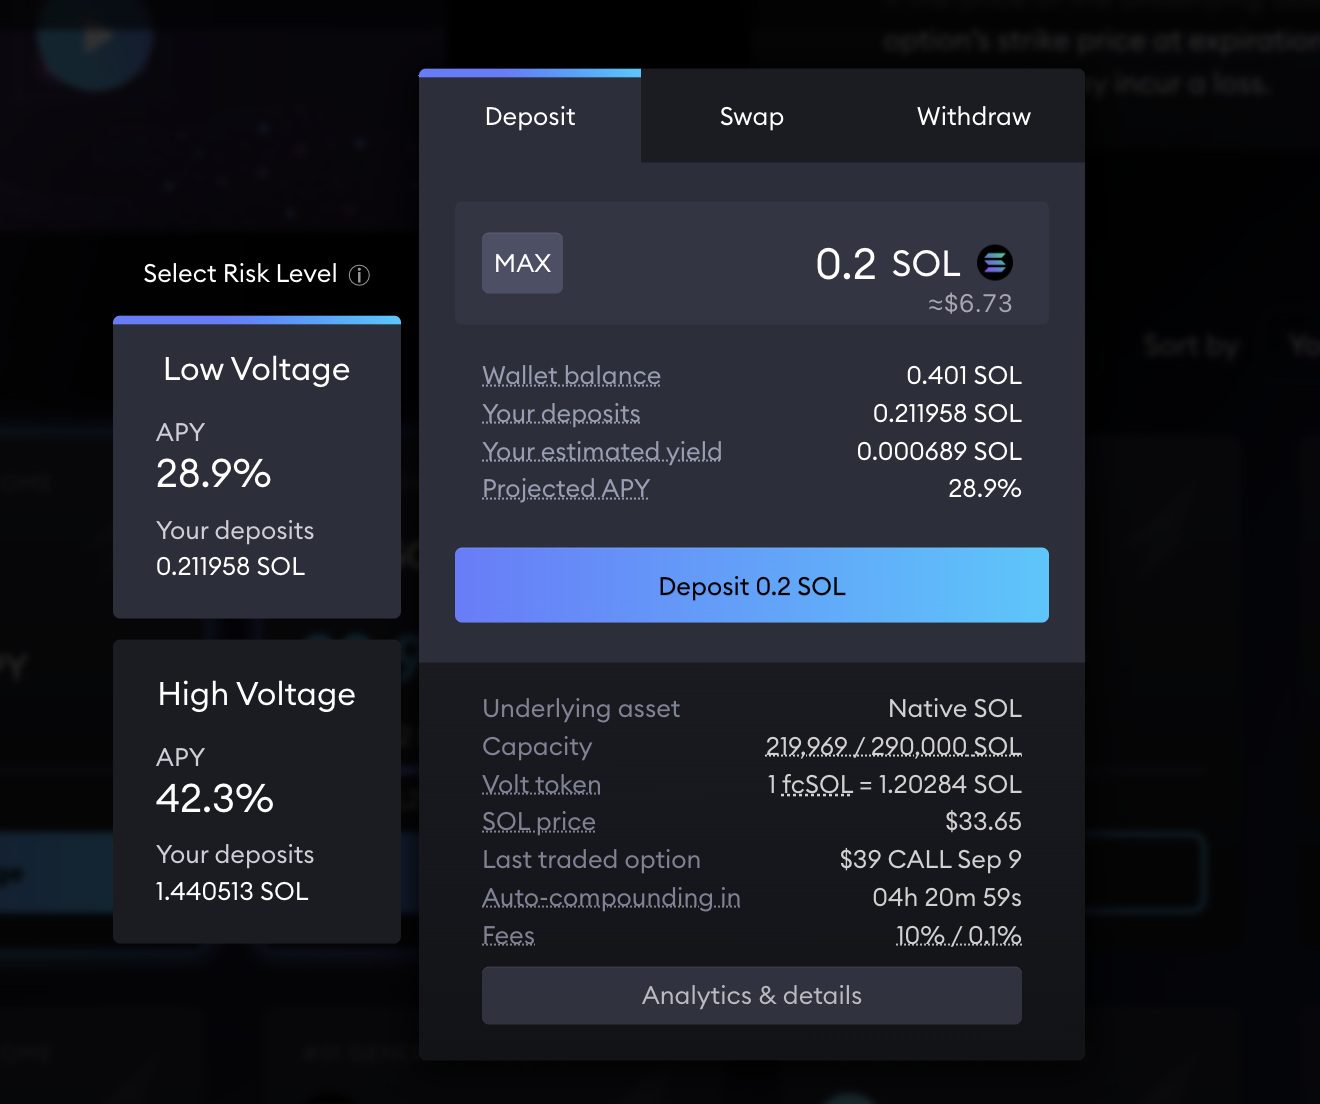 option's strike price at expiration
y incur a loss.
Deposit
Swap
Withdraw
MAX
0.2 SOL
≈$6.73
Select Risk Level ⓘ
Low Voltage
APY
28.9%
Your deposits
0.211958 SOL
High Voltage
APY
42.3%
Your deposits
1.440513 SOL
Wallet balance 0.401 SOL
Your deposits 0.211958 SOL
Your estimated yield 0.000689 SOL
Projected APY 28.9%
Deposit 0.2 SOL
Underlying asset Native SOL
Capacity 219,969 / 290,000 SOL
Volt token 1 fcSOL = 1.20284 SOL
SOL price $33.65
Last traded option $39 CALL Sep 9
Auto-compounding in 04h 20m 59s
Fees 10% / 0.1%
Analytics & details
Sort by